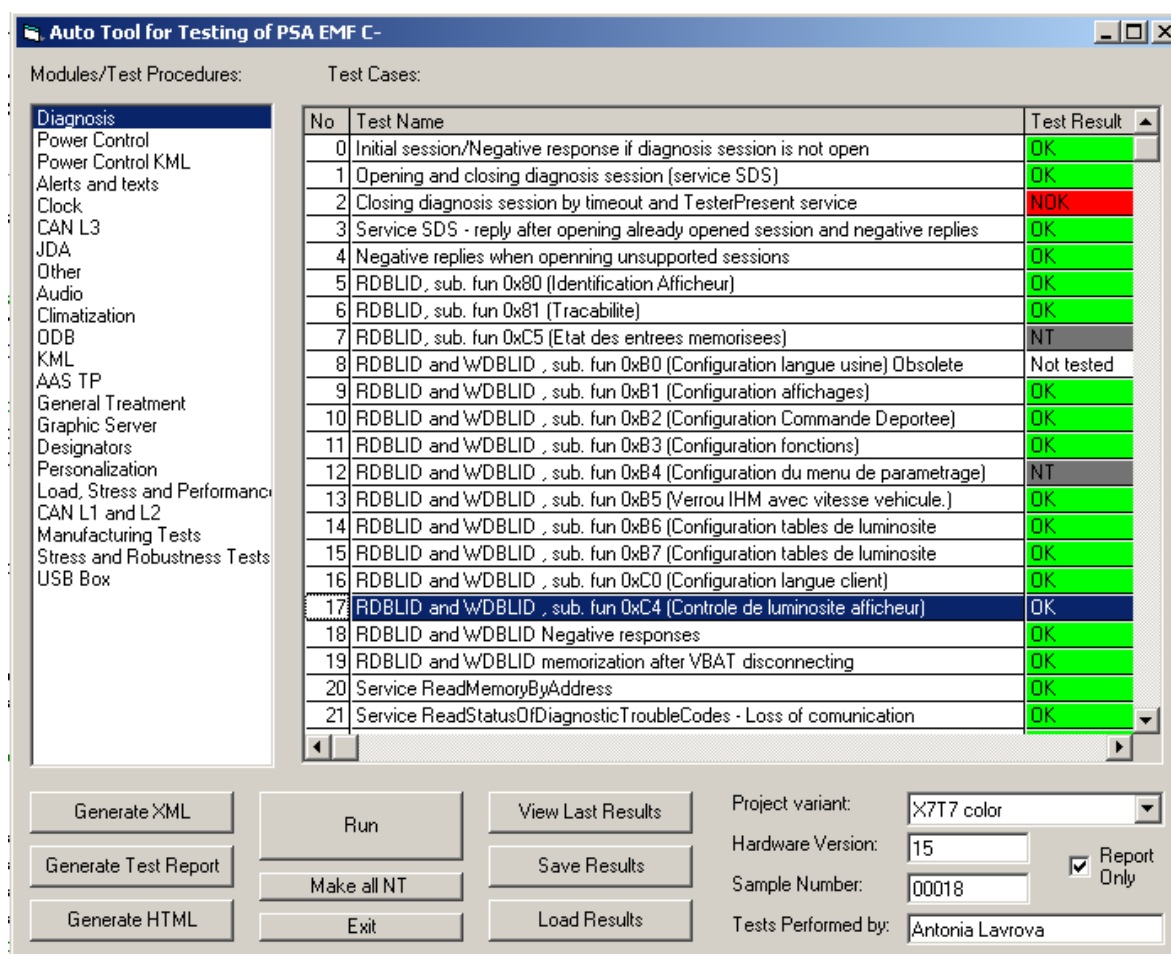 Auto Tool for Testing of PSA EMF C-
Modules/Test Procedures:
Test Cases:
Diagnosis
Power Control
Power Control KML
Alerts and texts
Clock
CAN L3
JDA
Other
Audio
Climatization
ODB
KML
AAS TP
General Treatment
Graphic Server
Designators
Personalization
Load, Stress and Performanc
CAN L1 and L2
Manufacturing Tests
Stress and Robustness Tests
USB Box
No Test Name Test Result
0 Initial session/Negative response if diagnosis session is not open OK
1 Opening and closing diagnosis session (service SDS) OK
2 Closing diagnosis session by timeout and TesterPresent service NOK
3 Service SDS - reply after opening already opened session and negative replies OK
4 Negative replies when openning unsupported sessions OK
5 RDBLID, sub. fun 0x80 (Identification Afficheur) OK
6 RDBLID, sub. fun 0x81 (Tracabilite) OK
7 RDBLID, sub. fun 0xC5 (Etat des entrees memorisees) NT
8 RDBLID and WDBLID , sub. fun 0xB0 (Configuration langue usine) Obsolete Not tested
9 RDBLID and WDBLID , sub. fun 0xB1 (Configuration affichages) OK
10 RDBLID and WDBLID , sub. fun 0xB2 (Configuration Commande Deportee) OK
11 RDBLID and WDBLID , sub. fun 0xB3 (Configuration fonctions) OK
12 RDBLID and WDBLID , sub. fun 0xB4 (Configuration du menu de parametrage) NT
13 RDBLID and WDBLID , sub. fun 0xB5 (Verrou IHM avec vitesse vehicule.) OK
14 RDBLID and WDBLID , sub. fun 0xB6 (Configuration tables de luminosite OK
15 RDBLID and WDBLID , sub. fun 0xB7 (Configuration tables de luminosite OK
16 RDBLID and WDBLID , sub. fun 0xC0 (Configuration langue client) OK
17 RDBLID and WDBLID , sub. fun 0xC4 (Controle de luminosite afficheur) OK
18 RDBLID and WDBLID Negative responses OK
19 RDBLID and WDBLID memorization after VBAT disconnecting OK
20 Service ReadMemoryByAddress OK
21 Service ReadStatusOfDiagnosticTroubleCodes - Loss of comunication OK
Generate XML
Generate Test Report
Generate HTML
Run
Make all NT
Exit
View Last Results
Save Results
Load Results
Project variant: X7T7 color
Hardware Version: 15
Sample Number: 00018
Report
Only
Tests Performed by: Antonia Lavrova